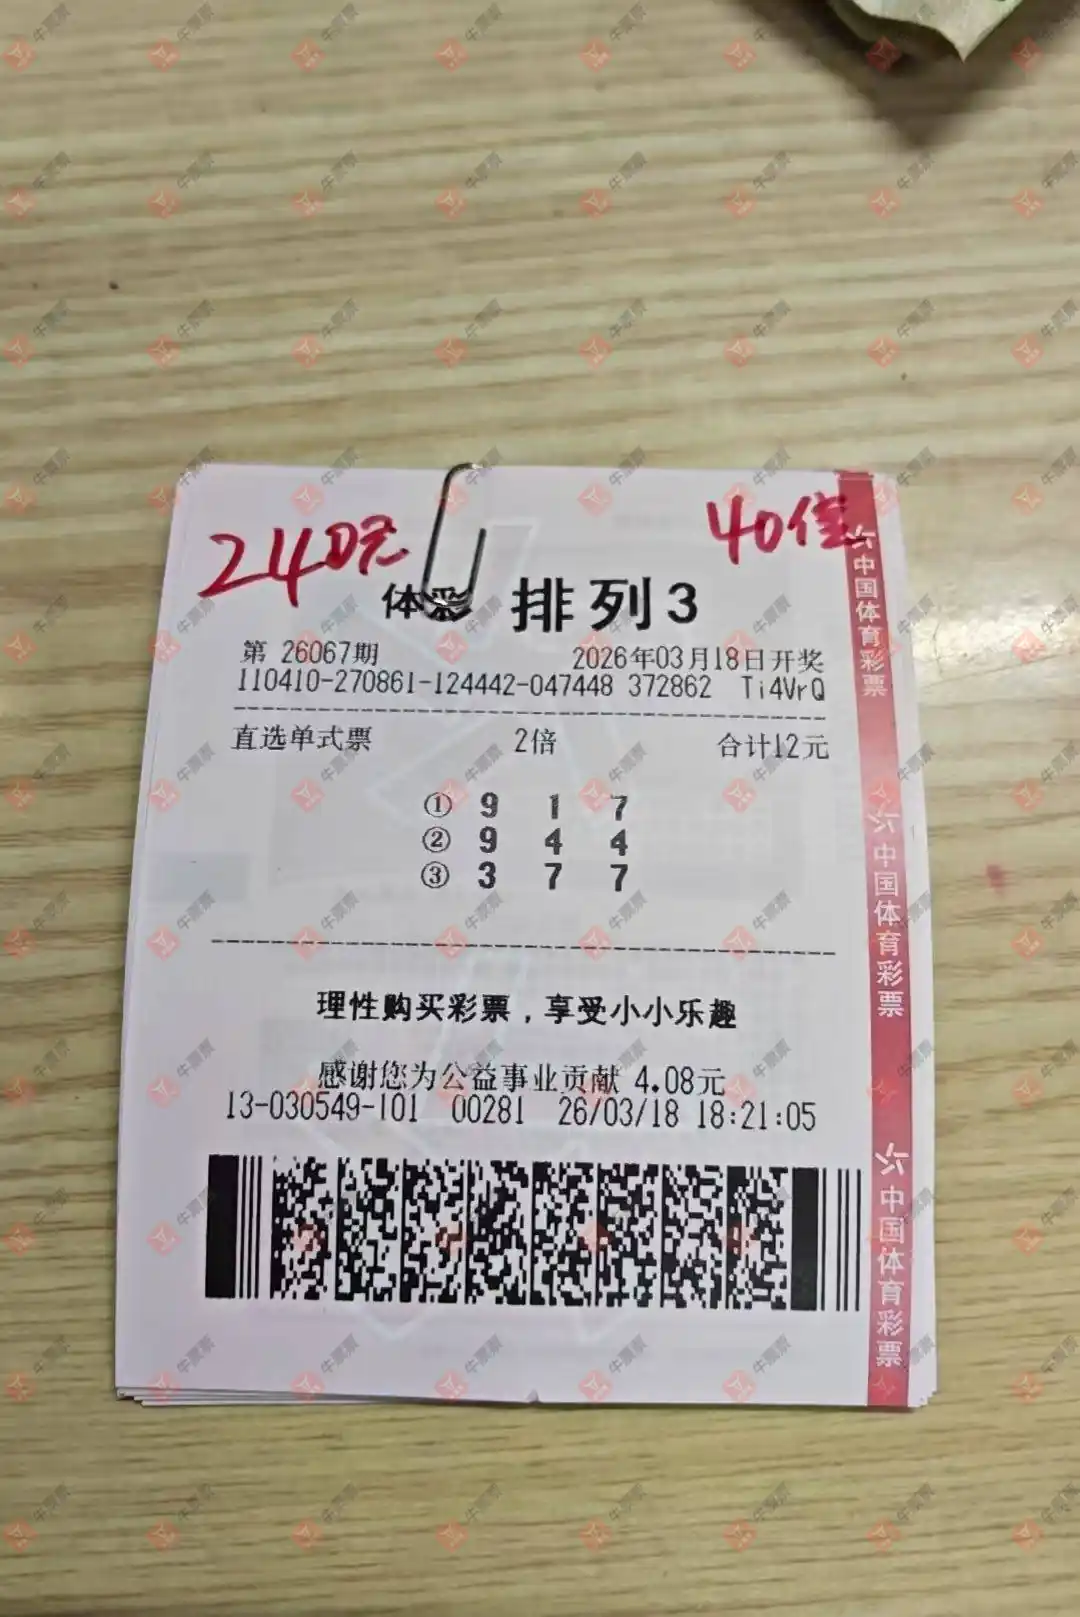 240元
40倍
体彩 排列3
第 26067期 2026年03月18日开奖
110410-270861-124442-047448 372862 Ti4VrQ
直选单式票 2倍 合计12元
① 9 1 7
② 9 4 4
③ 3 7 7
理性购买彩票，享受小小乐趣
感谢您为公益事业贡献 4.08元
13-030549-101 00281 26/03/18 18:21:05
中国体育彩票
中国体育彩票
中国体育彩票
牛票票